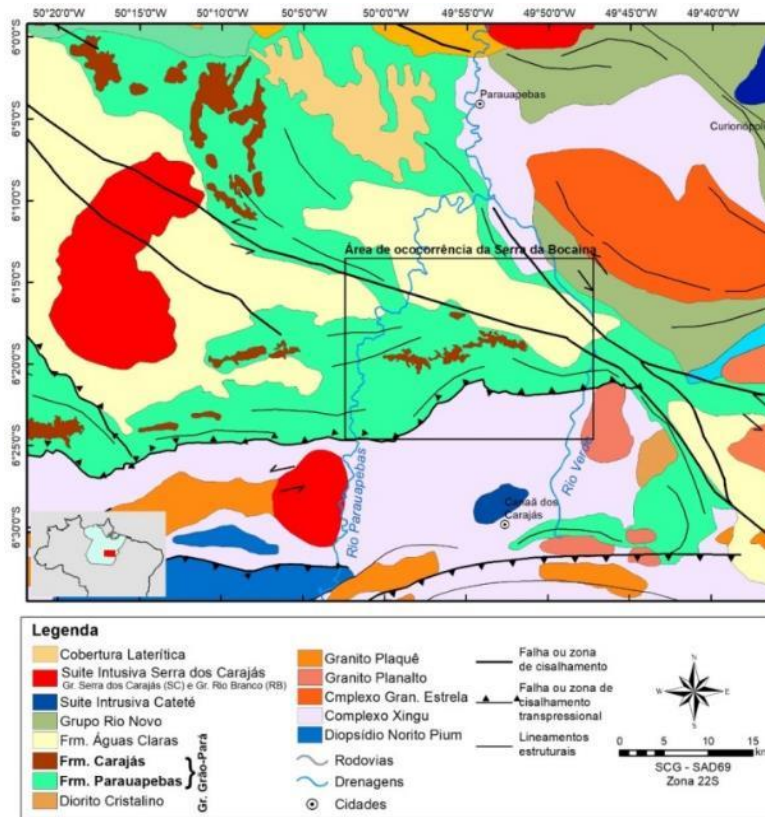 50°20'0"W 50°15'0"W 50°10'0"W 50°5'0"W 50°0'0"W 49°55'0"W 49°50'0"W 49°45'0"W 49°40'0"W
6°0'0"S
Parauapebas
6°5'0"S
Curionópolis
6°10'0"S
Área de ococorrência da Serra da Bocaina
6°15'0"S
6°20'0"S
6°25'0"S
Rio Parauapebas
Rio Verde
Canaã dos
Carajás
6°30'0"S
Legenda
Cobertura Laterítica
Suite Intrusiva Serra dos Carajás
Gr. Serra dos Carajás (SC) e Gr. Rio Branco (RB)
Suite Intrusiva Cateté
Grupo Rio Novo
Frm. Águas Claras
Frm. Carajás
Frm. Parauapebas
Gr. Grão-Pará
Diorito Cristalino
Granito Plaquê
Granito Planalto
Cmplexo Gran. Estrela
Complexo Xingu
Diopsídio Norito Pium
Rodovias
Drenagens
Cidades
Falha ou zona
de cisalhamento
Falha ou zona de
cisalhamento
transpressional
Lineamentos
estruturais
N
W E
S
0 5 10 15
km
SCG - SAD69
Zona 22S